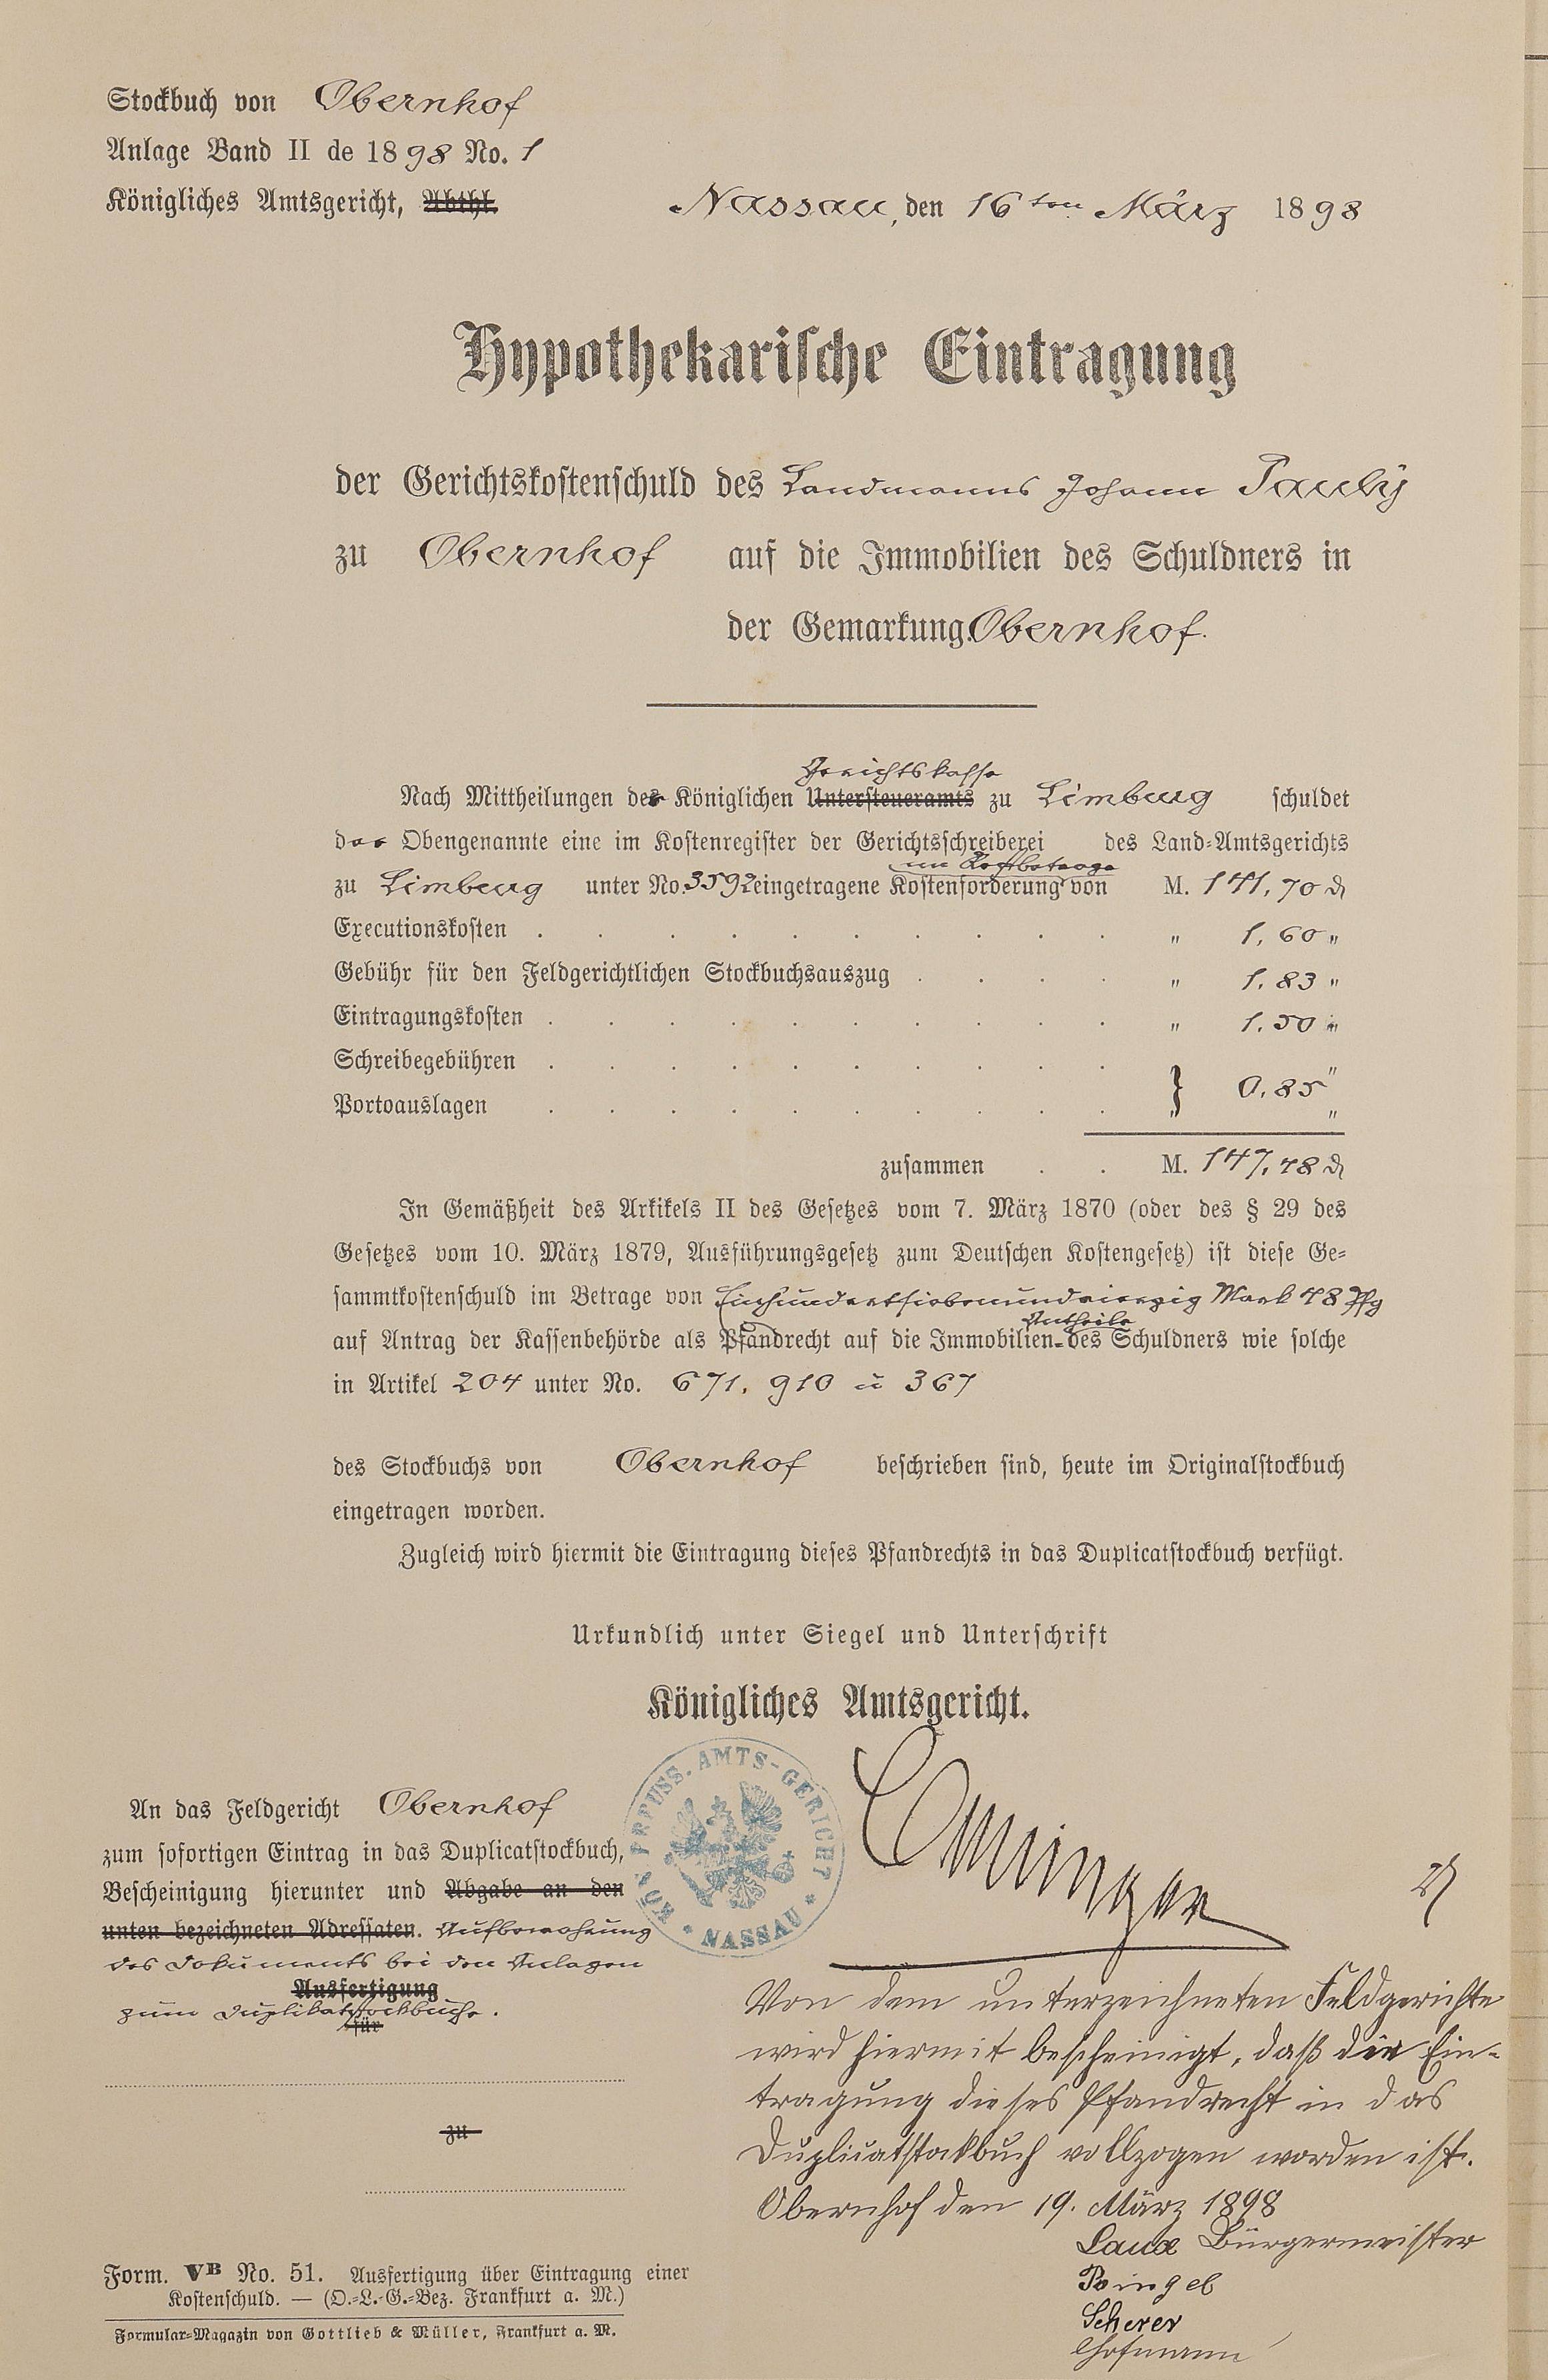 Stockbuch von Obernhof
Anlage Band II de 1898 No. 1
Königliches Amtsgericht, Abthl.
Nassau, den 16ten März 1898
Hypothekarische Eintragung
der Gerichtskostenschuld des Landmanns Johann Pauly
zu Obernhof auf die Immobilien des Schuldners in
der Gemarkung Obernhof.
Gerichtskasse
Nach Mittheilungen der Königlichen Untersteueramts zu Limburg schuldet
der Obengenannte eine im Kostenregister der Gerichtsschreiberei des Land-Amtsgerichts
im Restbetrage
zu Limburg unter No. 3592 eingetragene Kostenforderung von M. 141,70 ₰
Executionskosten . . . . . . . . . . " 1,60 "
Gebühr für den Feldgerichtlichen Stockbuchsauszug . . . . " 1,83 "
Eintragungskosten . . . . . . . . . . " 1,50 "
Schreibegebühren . . . . . . . . . . "
} 0,85
Portoauslagen . . . . . . . . . . " "
zusammen . . M. 147,48 ₰
In Gemäßheit des Artikels II des Gesetzes vom 7. März 1870 (oder des § 29 des
Gesetzes vom 10. März 1879, Ausführungsgesetz zum Deutschen Kostengesetz) ist diese Ge-
sammtkostenschuld im Betrage von Einhundertsiebenundvierzig Mark 48 Pfg
Antheile
auf Antrag der Kassenbehörde als Pfandrecht auf die Immobilien- des Schuldners wie solche
in Artikel 204 unter No. 671. 910 u 367
des Stockbuchs von Obernhof beschrieben sind, heute im Originalstockbuch
eingetragen worden.
Zugleich wird hiermit die Eintragung dieses Pfandrechts in das Duplicatstockbuch verfügt.
Urkundlich unter Siegel und Unterschrift
Königliches Amtsgericht.
KÖN. PREUSS. AMTS-GERICHT * NASSAU *
An das Feldgericht Obernhof
zum sofortigen Eintrag in das Duplicatstockbuch,
Bescheinigung hierunter und Abgabe an den
unten bezeichneten Adressaten. Aufbewahrung
des Dokuments bei den Anlagen
Ausfertigung
zum Duplikatstockbuche.
für
zu
Von dem unterzeichneten Feldgerichte
wird hiermit bescheinigt, daß die Ein-
tragung dieses Pfandrecht in das
Duplicatstockbuch vollzogen worden ist.
Obernhof den 19. März 1898
Bürgermeister
Scherer
Hofmann
Form. VB No. 51. Ausfertigung über Eintragung einer
Kostenschuld. — (O.-L.-G.-Bez. Frankfurt a. M.)
Formular-Magazin von Gottlieb & Müller, Frankfurt a. M.